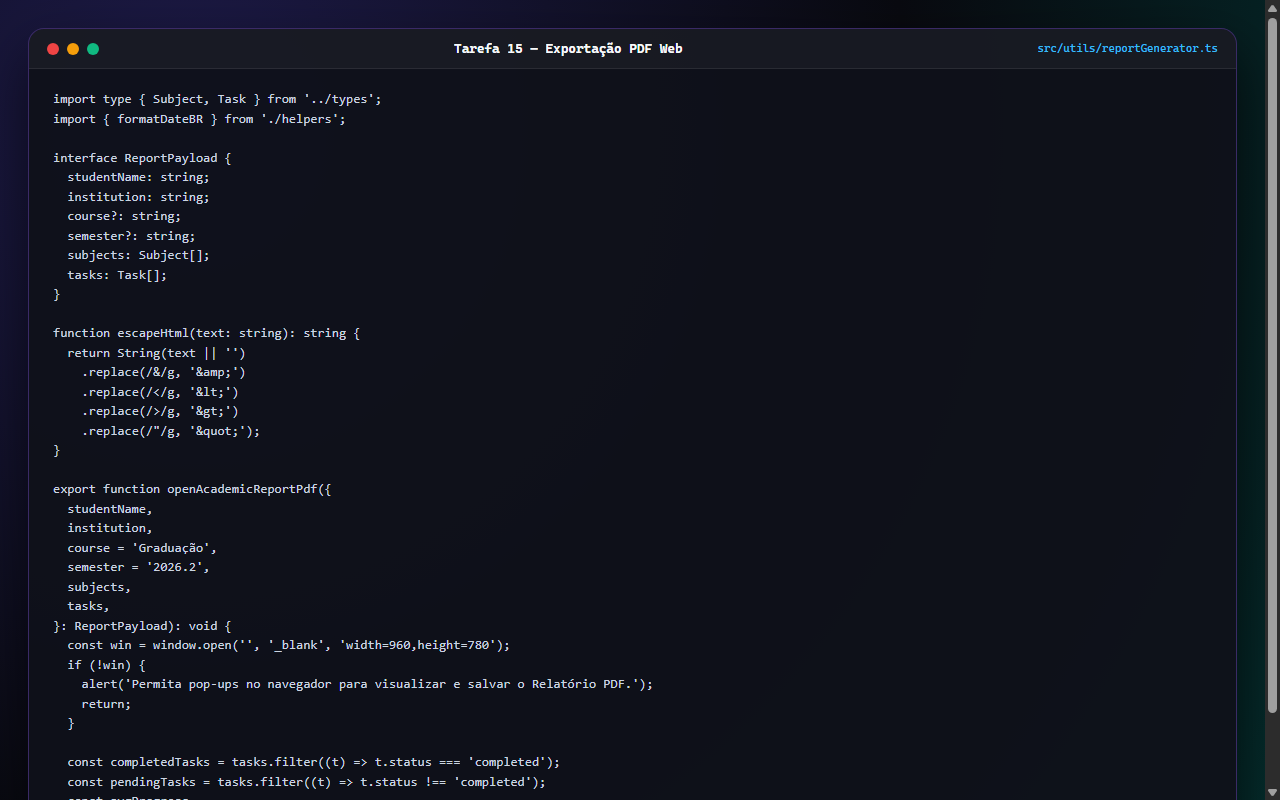 Tarefa 15 — Exportação PDF Web
src/utils/reportGenerator.ts
import type { Subject, Task } from '../types';
import { formatDateBR } from './helpers';
interface ReportPayload {
  studentName: string;
  institution: string;
  course?: string;
  semester?: string;
  subjects: Subject[];
  tasks: Task[];
}
function escapeHtml(text: string): string {
  return String(text || '')
    .replace(/&/g, '&amp;')
    .replace(/</g, '&lt;')
    .replace(/>/g, '&gt;')
    .replace(/"/g, '&quot;');
}
export function openAcademicReportPdf({
  studentName,
  institution,
  course = 'Graduação',
  semester = '2026.2',
  subjects,
  tasks,
}: ReportPayload): void {
  const win = window.open('', '_blank', 'width=960,height=780');
  if (!win) {
    alert('Permita pop-ups no navegador para visualizar e salvar o Relatório PDF.');
    return;
  }
  const completedTasks = tasks.filter((t) => t.status === 'completed');
  const pendingTasks = tasks.filter((t) => t.status !== 'completed');